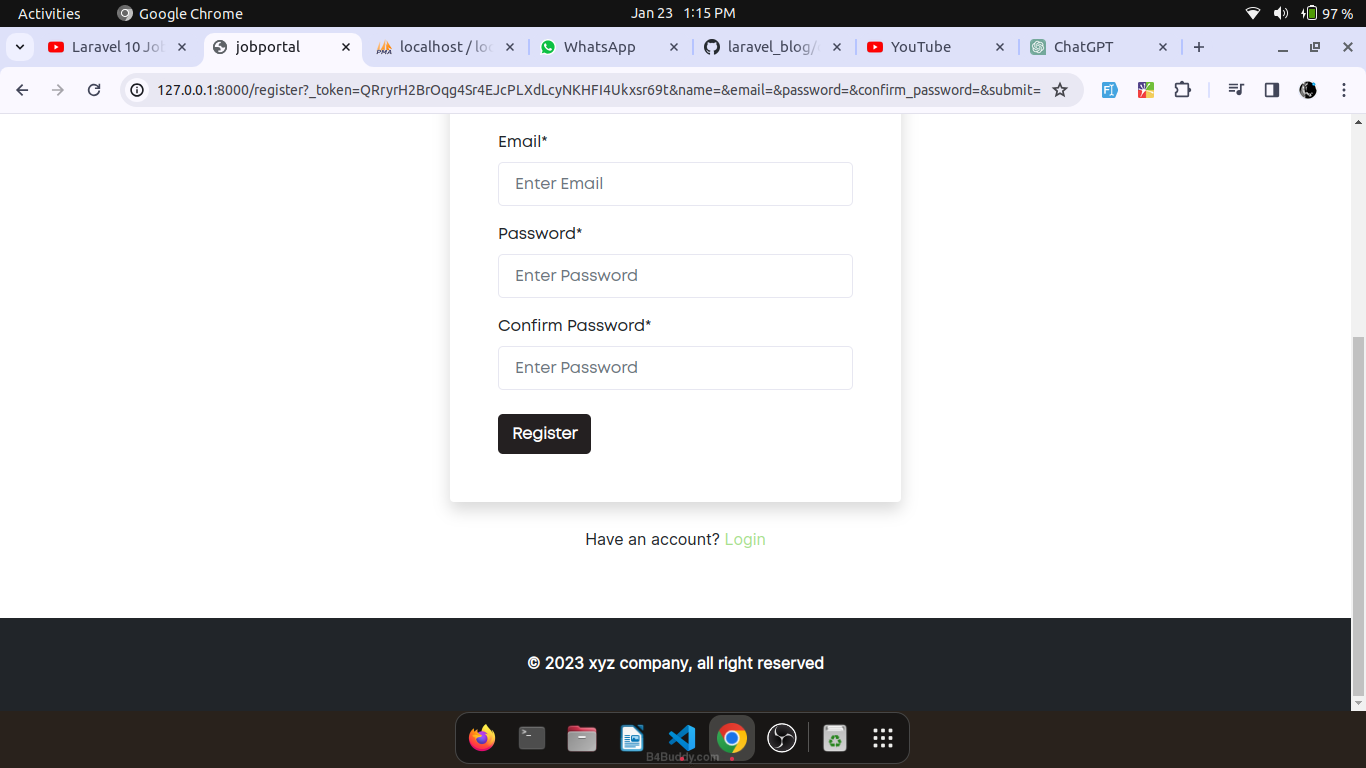 Activities Google Chrome Jan 23 1:15 PM 97 %
Laravel 10 Job jobportal localhost / loc WhatsApp laravel_blog/ YouTube ChatGPT
127.0.0.1:8000/register?_token=QRryrH2BrOqg4Sr4EJcPLXdLcyNKHFI4Ukxsr69t&name=&email=&password=&confirm_password=&submit=
Email*
Enter Email
Password*
Enter Password
Confirm Password*
Enter Password
Register
Have an account? Login
© 2023 xyz company, all right reserved
B4Buddy.com